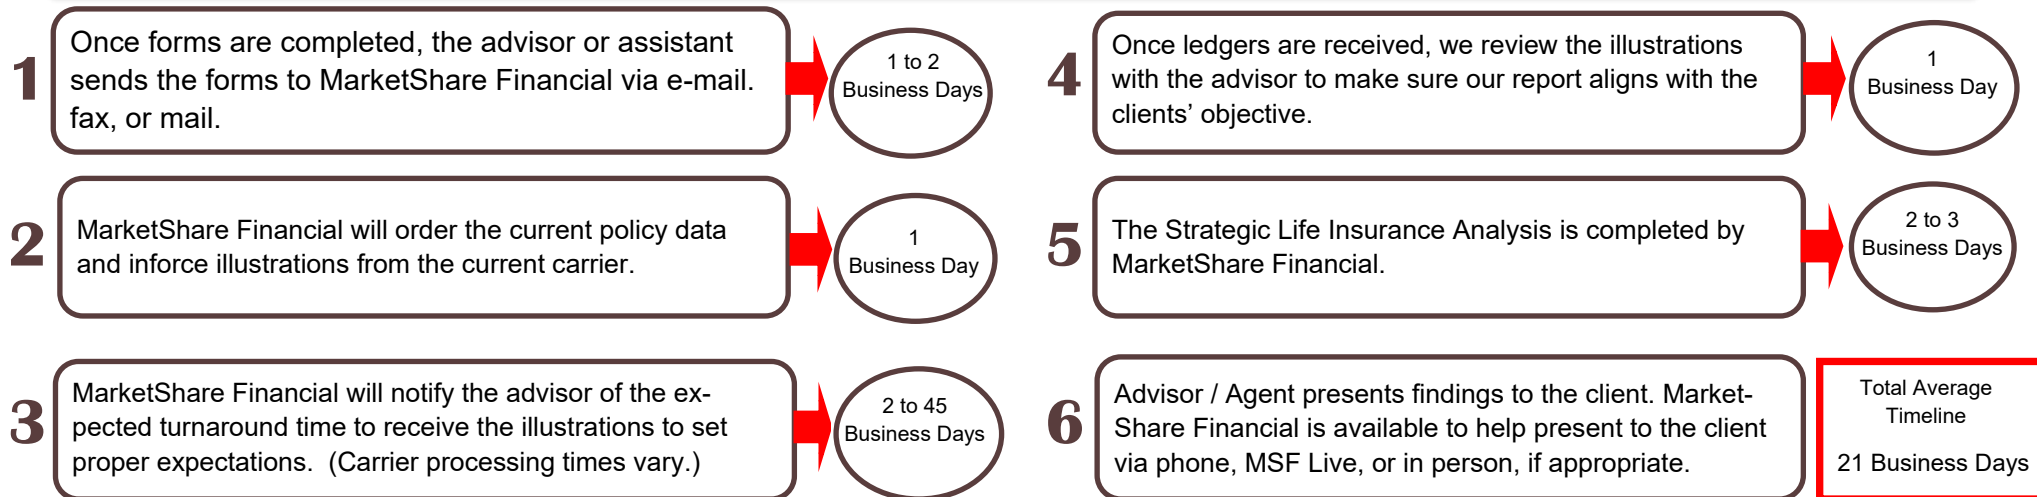 1
Once forms are completed, the advisor or assistant
sends the forms to MarketShare Financial via e-mail.
fax, or mail.
1 to 2
Business Days
2
MarketShare Financial will order the current policy data
and inforce illustrations from the current carrier.
1
Business Day
3
MarketShare Financial will notify the advisor of the ex-
pected turnaround time to receive the illustrations to set
proper expectations.  (Carrier processing times vary.)
2 to 45
Business Days
4
Once ledgers are received, we review the illustrations
with the advisor to make sure our report aligns with the
clients’ objective.
1
Business Day
5
The Strategic Life Insurance Analysis is completed by
MarketShare Financial.
2 to 3
Business Days
6
Advisor / Agent presents findings to the client. Market-
Share Financial is available to help present to the client
via phone, MSF Live, or in person, if appropriate.
Total Average
Timeline
21 Business Days